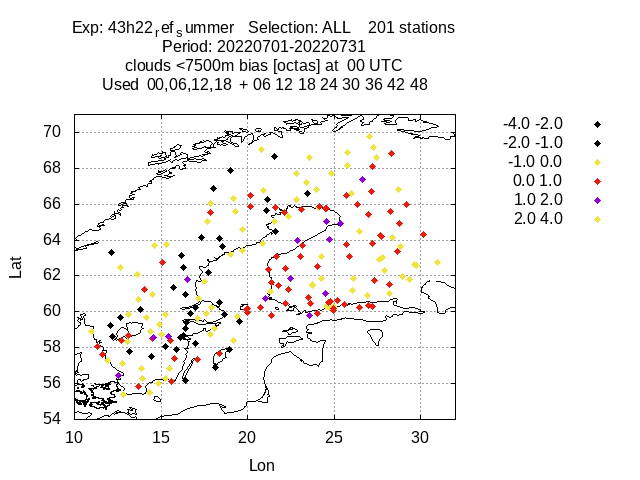 Exp: 43h22ref summer Selection: ALL 201 stations
Period: 20220701-20220731
clouds <7500m bias [octas] at 00 UTC
Used 00,06,12,18 + 06 12 18 24 30 36 42 48
-4.0 -2.0
-2.0 -1.0
-1.0 0.0
0.0 1.0
1.0 2.0
2.0 4.0
70
68
66
64
62
60
58
56
54
Lat
10 15 20 25 30
Lon